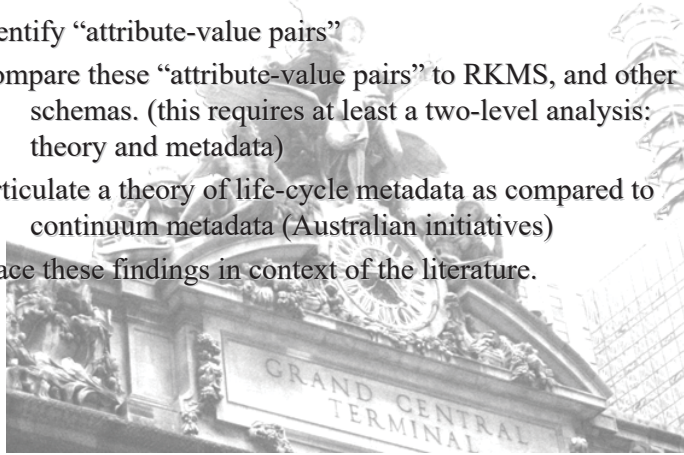 entify “attribute-value pairs”
ompare these “attribute-value pairs” to RKMS, and other
schemas. (this requires at least a two-level analysis:
theory and metadata)
rticulate a theory of life-cycle metadata as compared to
continuum metadata (Australian initiatives)
ace these findings in context of the literature.
GRAND CENTRAL
TERMINAL